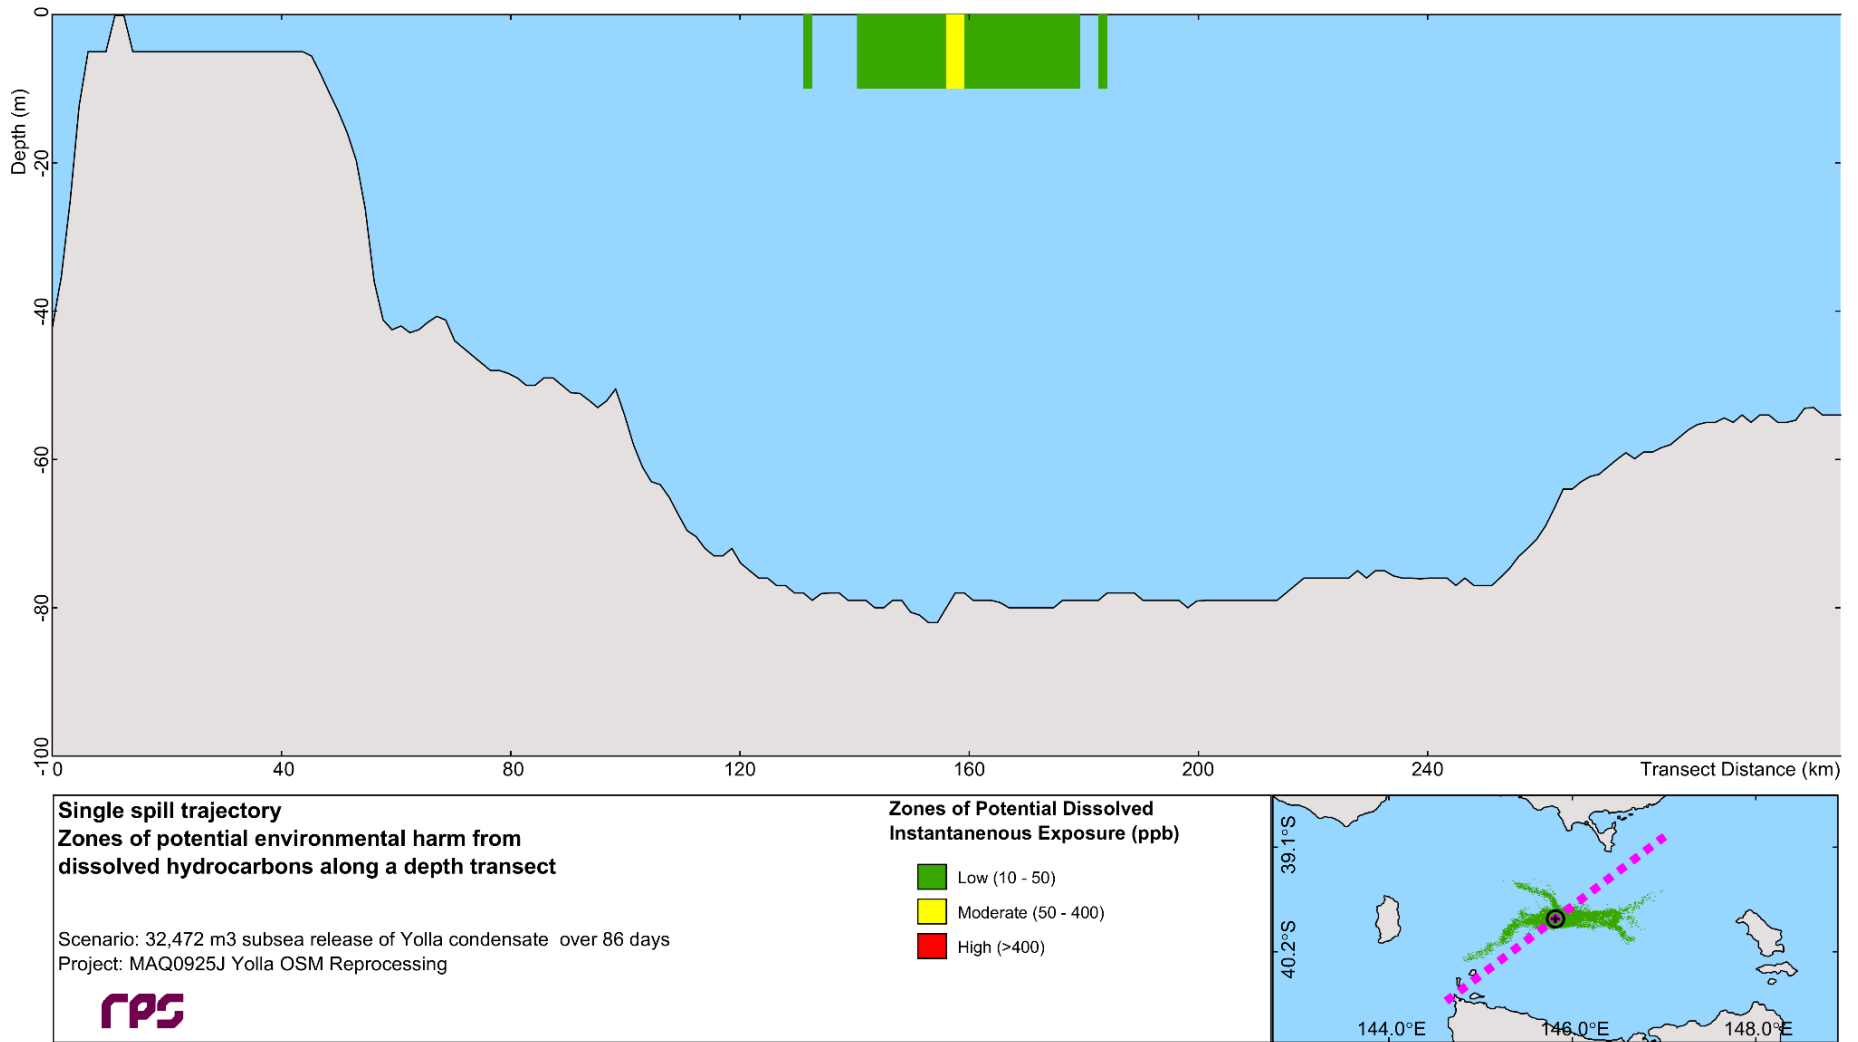 0
-20
-40
-60
-80
-100
Depth (m)
0
40
80
120
160
200
240
Transect Distance (km)
Single spill trajectory
Zones of potential environmental harm from
dissolved hydrocarbons along a depth transect
Scenario: 32,472 m3 subsea release of Yolla condensate over 86 days
Project: MAQ0925J Yolla OSM Reprocessing
rps
Zones of Potential Dissolved
Instantenous Exposure (ppb)
Low (10 - 50)
Moderate (50 - 400)
High (>400)
39.1°S
40.2°S
144.0°E
146.0°E
148.0°E